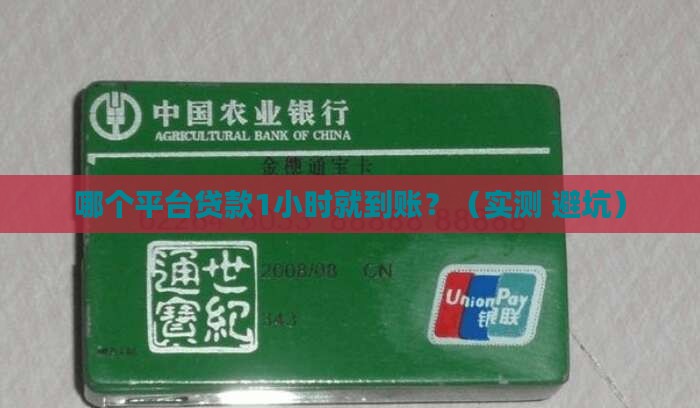 中国农业银行
AGRICULTURAL BANK OF CHINA
金穗通宝卡
哪个平台贷款1小时就到账？（实测 避坑）
2008/08 CN
世紀
通寶
UnionPay
银联